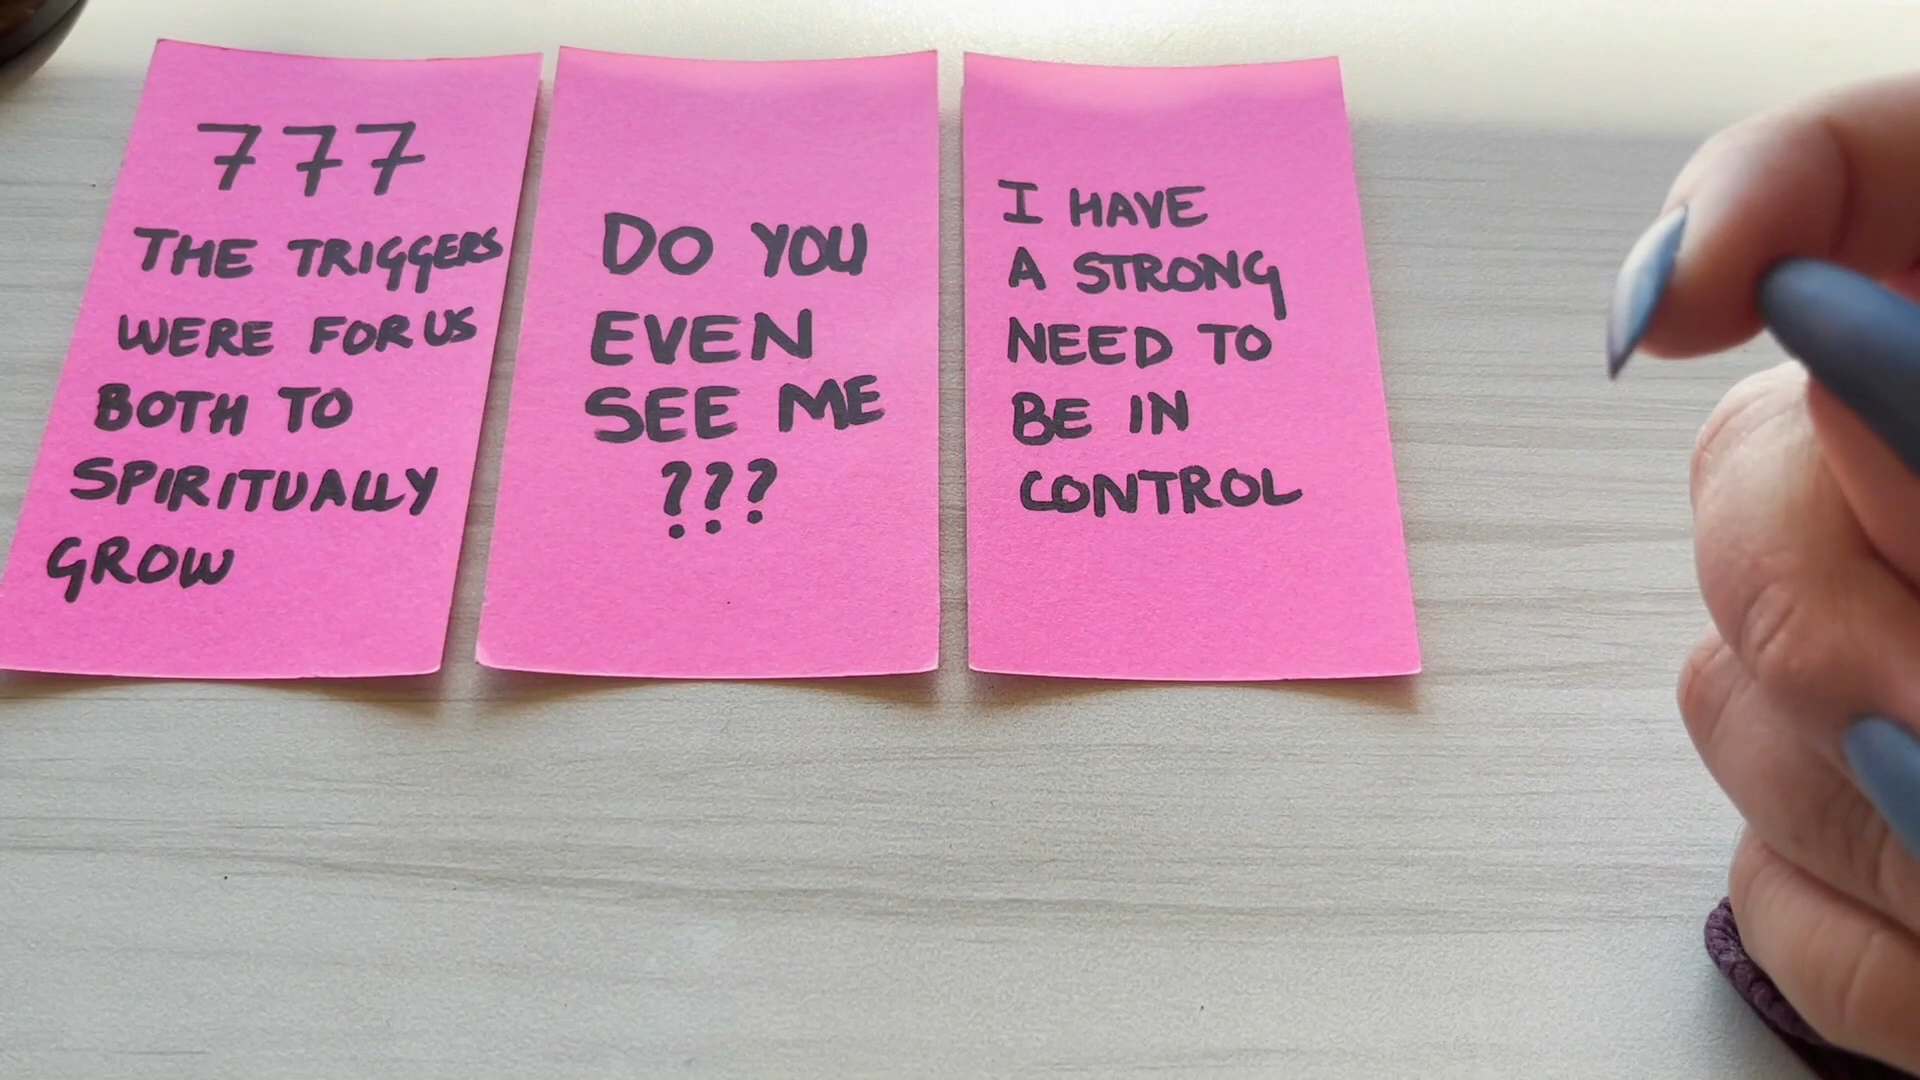 777
THE TRIGGERS
WERE FOR US
BOTH TO
SPIRITUALLY
GROW
DO YOU
EVEN
SEE ME
???
I HAVE
A STRONG
NEED TO
BE IN
CONTROL